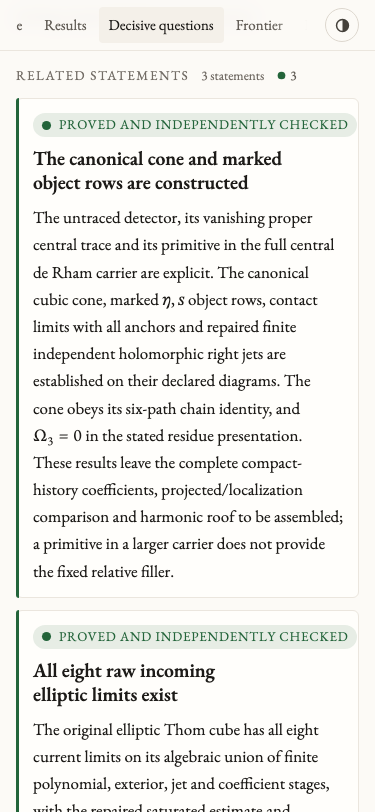 e Results Decisive questions Frontier
RELATED STATEMENTS 3 statements 3
PROVED AND INDEPENDENTLY CHECKED
The canonical cone and marked
object rows are constructed
The untraced detector, its vanishing proper
central trace and its primitive in the full central
de Rham carrier are explicit. The canonical
cubic cone, marked η, s object rows, contact
limits with all anchors and repaired finite
independent holomorphic right jets are
established on their declared diagrams. The
cone obeys its six-path chain identity, and
Ω₃ = 0 in the stated residue presentation.
These results leave the complete compact-
history coefficients, projected/localization
comparison and harmonic roof to be assembled;
a primitive in a larger carrier does not provide
the fixed relative filler.
PROVED AND INDEPENDENTLY CHECKED
All eight raw incoming
elliptic limits exist
The original elliptic Thom cube has all eight
current limits on its algebraic union of finite
polynomial, exterior, jet and coefficient stages,
with the repaired saturated estimate and